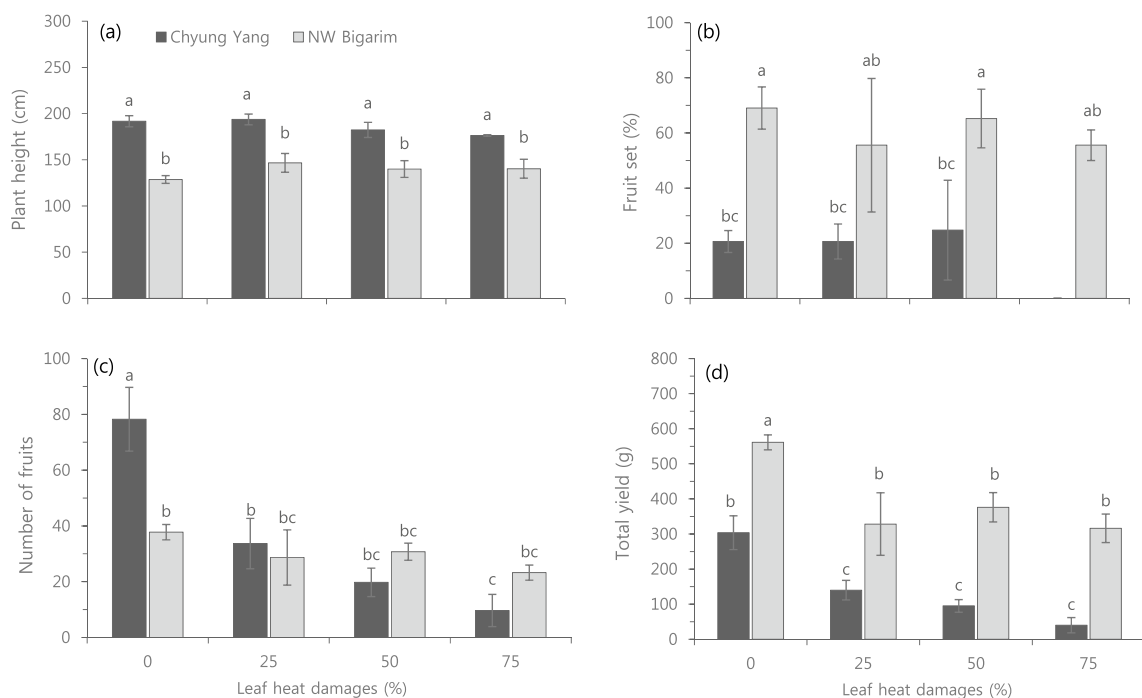 (a)
Chyung Yang NW Bigarim
Plant height (cm)
300
250
200
150
100
50
0
a a a a
b b b b
(b)
Fruit set (%)
100
80
60
40
20
0
a ab a ab
bc bc bc
(c)
Number of fruits
100
80
60
40
20
0
a
b b bc bc bc c bc
0 25 50 75
Leaf heat damages (%)
(d)
Total yield (g)
800
700
600
500
400
300
200
100
0
b a c b c b c b
0 25 50 75
Leaf heat damages (%)